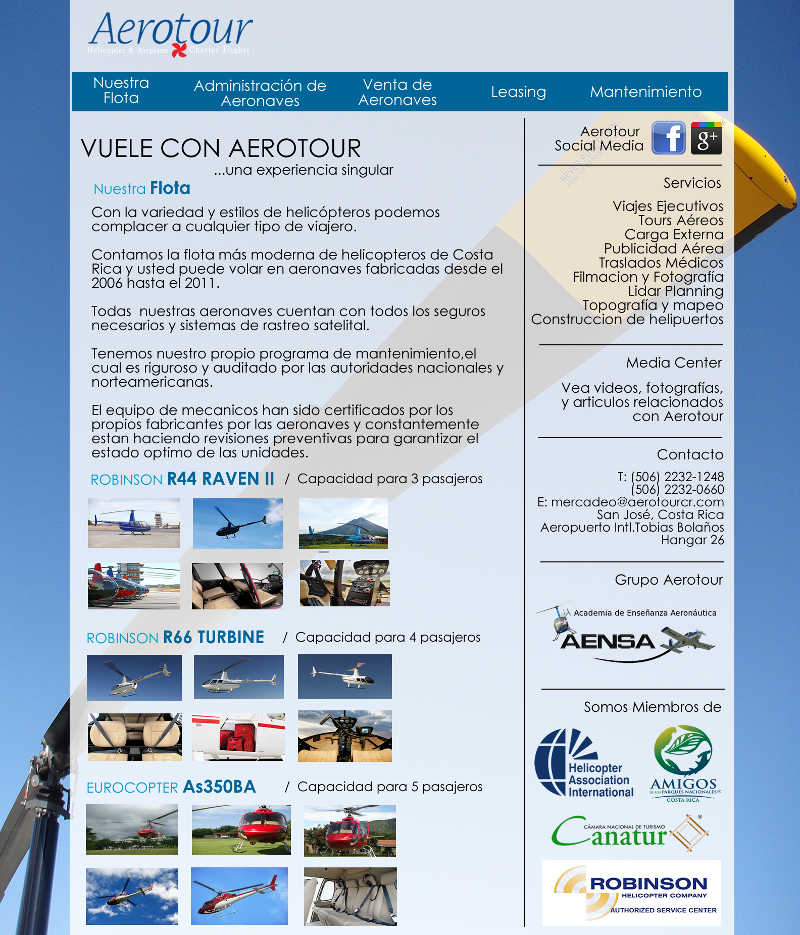 Aerotour
Helicopter & Airplane Charter Flights
Nuestra
Flota
Administración de
Aeronaves
Venta de
Aeronaves
Leasing
Mantenimiento
VUELE CON AEROTOUR
...una experiencia singular
Nuestra Flota
Con la variedad y estilos de helicópteros podemos
complacer a cualquier tipo de viajero.
Contamos la flota más moderna de helicopteros de Costa
Rica y usted puede volar en aeronaves fabricadas desde el
2006 hasta el 2011.
Todas nuestras aeronaves cuentan con todos los seguros
necesarios y sistemas de rastreo satelital.
Tenemos nuestro propio programa de mantenimiento,el
cual es riguroso y auditado por las autoridades nacionales y
norteamericanas.
El equipo de mecanicos han sido certificados por los
propios fabricantes por las aeronaves y constantemente
estan haciendo revisiones preventivas para garantizar el
estado optimo de las unidades.
ROBINSON R44 RAVEN II / Capacidad para 3 pasajeros
ROBINSON R66 TURBINE / Capacidad para 4 pasajeros
EUROCOPTER As350BA / Capacidad para 5 pasajeros
Aerotour
Social Media
f
g+
Servicios
Viajes Ejecutivos
Tours Aéreos
Carga Externa
Publicidad Aérea
Traslados Médicos
Filmacion y Fotografía
Lidar Planning
Topografía y mapeo
Construccion de helipuertos
Media Center
Vea videos, fotografías,
y articulos relacionados
con Aerotour
Contacto
T: (506) 2232-1248
(506) 2232-0660
E: mercadeo@aerotourcr.com
San José, Costa Rica
Aeropuerto Intl.Tobias Bolaños
Hangar 26
Grupo Aerotour
Academia de Enseñanza Aeronáutica
AENSA
Somos Miembros de
Helicopter
Association
International
AMIGOS
DE LOS PARQUES NACIONALES
COSTA RICA
CÁMARA NACIONAL DE TURISMO
Canatur
ROBINSON
HELICOPTER COMPANY
AUTHORIZED SERVICE CENTER